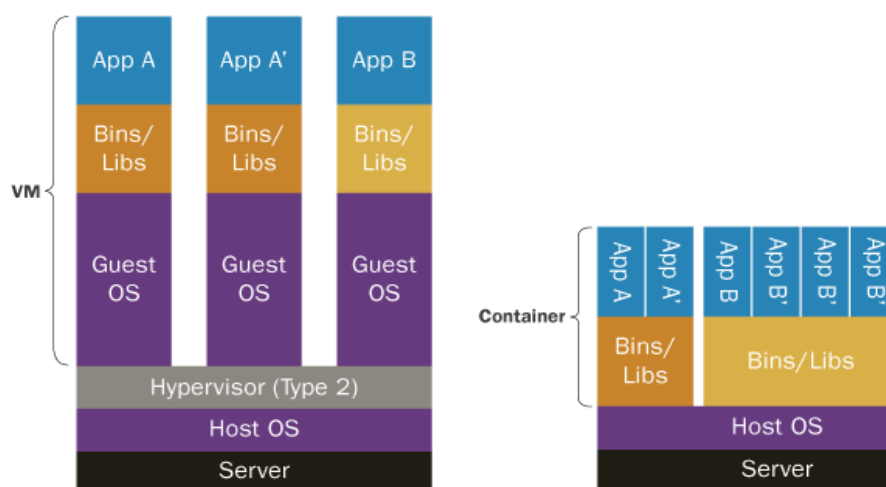 App A
App A'
App B
Bins/
Libs
Bins/
Libs
Bins/
Libs
VM
Guest
OS
Guest
OS
Guest
OS
Hypervisor (Type 2)
Host OS
Server
App A
App A'
App B
App B'
App B'
App B'
Container
Bins/
Libs
Bins/Libs
Host OS
Server